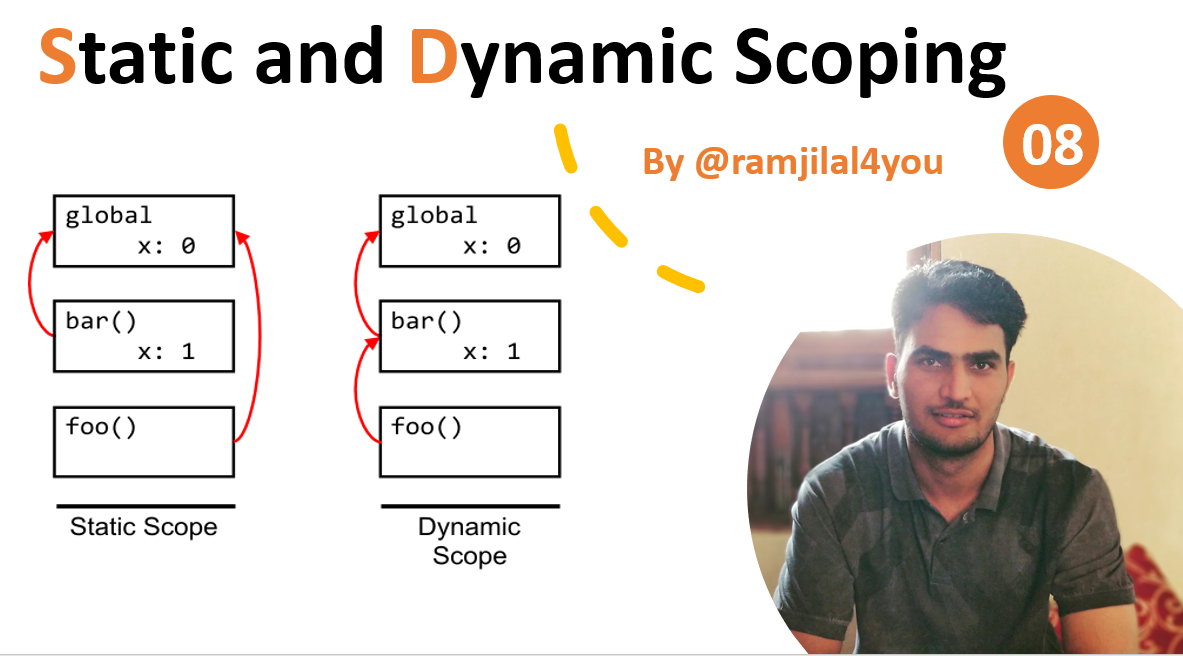 Static and Dynamic Scoping
By @ramjilal4you
08
global
x: 0
bar()
x: 1
foo()
Static Scope
global
x: 0
bar()
x: 1
foo()
Dynamic
Scope